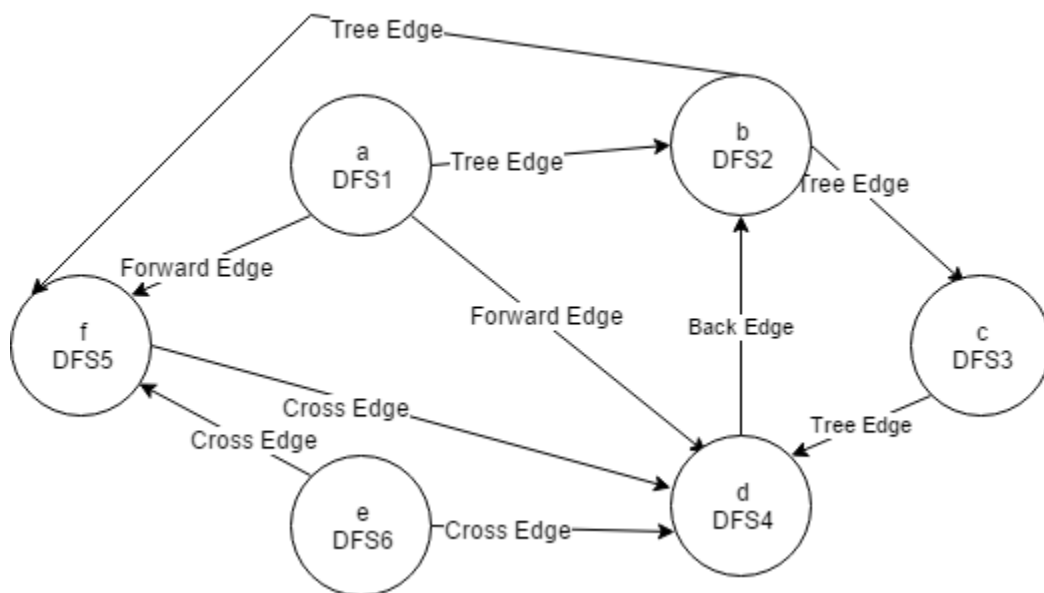 Tree Edge
b
DFS2
a
DFS1
Tree Edge
Tree Edge
Forward Edge
Forward Edge
Back Edge
c
DFS3
f
DFS5
Cross Edge
Tree Edge
Cross Edge
e
DFS6
Cross Edge
d
DFS4